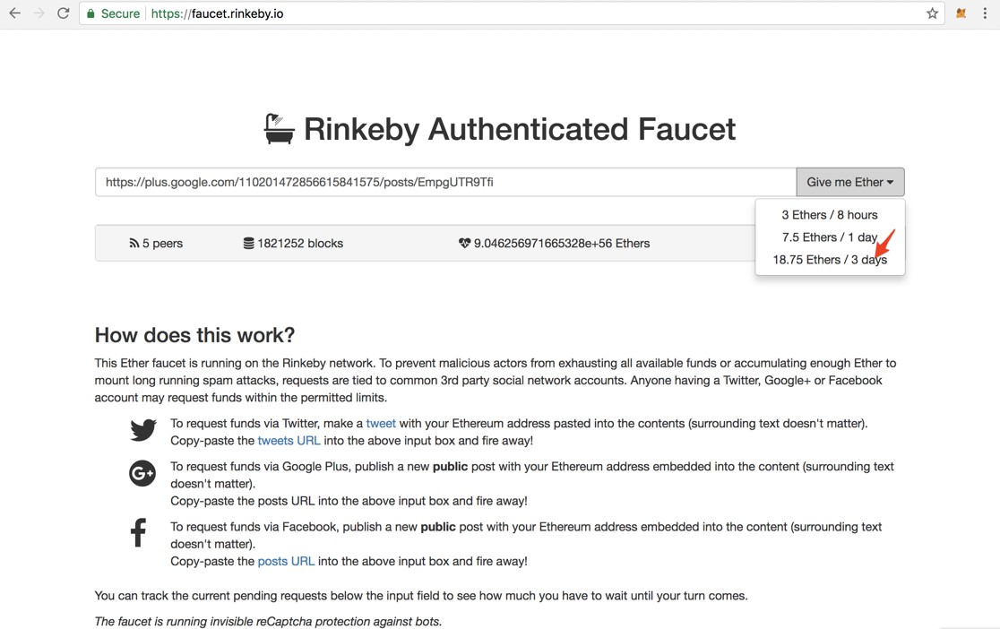 Secure https://faucet.rinkeby.io
Rinkeby Authenticated Faucet
https://plus.google.com/110201472856615841575/posts/EmpgUTR9Tfi Give me Ether
3 Ethers / 8 hours
7.5 Ethers / 1 day
18.75 Ethers / 3 days
5 peers 1821252 blocks 9.046256971665328e+56 Ethers
How does this work?
This Ether faucet is running on the Rinkeby network. To prevent malicious actors from exhausting all available funds or accumulating enough Ether to
mount long running spam attacks, requests are tied to common 3rd party social network accounts. Anyone having a Twitter, Google+ or Facebook
account may request funds within the permitted limits.
To request funds via Twitter, make a tweet with your Ethereum address pasted into the contents (surrounding text doesn't matter).
Copy-paste the tweets URL into the above input box and fire away!
G+ To request funds via Google Plus, publish a new public post with your Ethereum address embedded into the content (surrounding text
doesn't matter).
Copy-paste the posts URL into the above input box and fire away!
To request funds via Facebook, publish a new public post with your Ethereum address embedded into the content (surrounding text
doesn't matter).
Copy-paste the posts URL into the above input box and fire away!
You can track the current pending requests below the input field to see how much you have to wait until your turn comes.
The faucet is running invisible reCaptcha protection against bots.